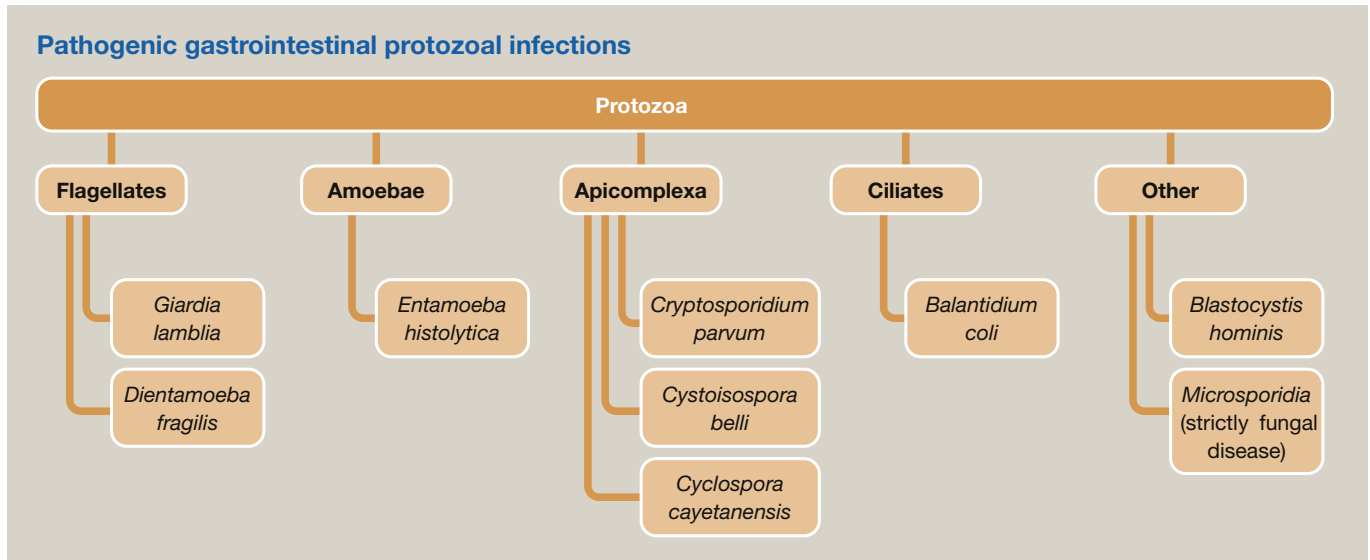 Pathogenic gastrointestinal protozoal infections
Protozoa
Flagellates
Amoebae
Apicomplexa
Ciliates
Other
Giardia
lamblia
Dientamoeba
fragilis
Entamoeba
histolytica
Cryptosporidium
parvum
Cystoisospora
belli
Cyclospora
cayetanensis
Balantidium
coli
Blastocystis
hominis
Microsporidia
(strictly fungal
disease)